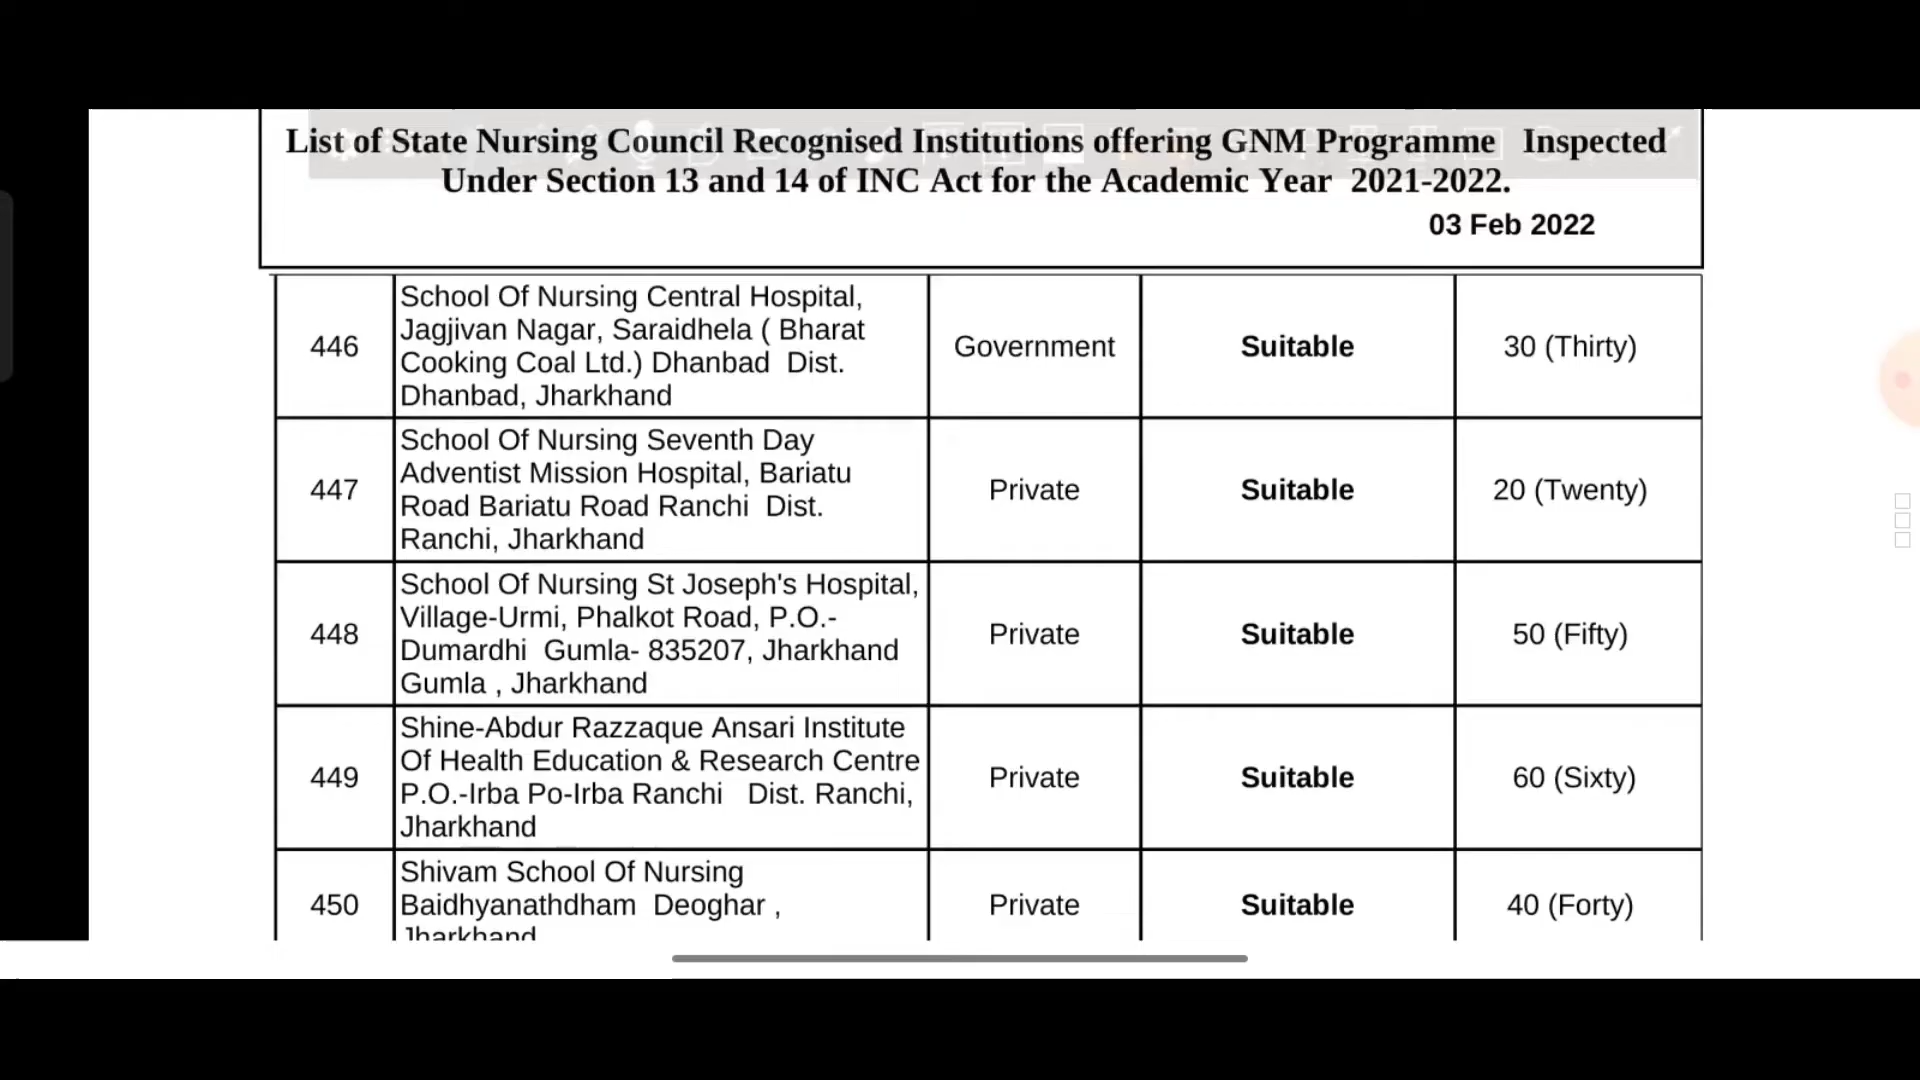 List of State Nursing Council Recognised Institutions offering GNM Programme Inspected
Under Section 13 and 14 of INC Act for the Academic Year 2021-2022.
03 Feb 2022
446
School Of Nursing Central Hospital,
Jagjivan Nagar, Saraidhela ( Bharat
Cooking Coal Ltd.) Dhanbad Dist.
Dhanbad, Jharkhand
Government
Suitable
30 (Thirty)
447
School Of Nursing Seventh Day
Adventist Mission Hospital, Bariatu
Road Bariatu Road Ranchi Dist.
Ranchi, Jharkhand
Private
Suitable
20 (Twenty)
448
School Of Nursing St Joseph's Hospital,
Village-Urmi, Phalkot Road, P.O.-
Dumardhi Gumla- 835207, Jharkhand
Gumla , Jharkhand
Private
Suitable
50 (Fifty)
449
Shine-Abdur Razzaque Ansari Institute
Of Health Education & Research Centre
P.O.-Irba Po-Irba Ranchi Dist. Ranchi,
Jharkhand
Private
Suitable
60 (Sixty)
450
Shivam School Of Nursing
Baidhyanathdham Deoghar ,
Jharkhand
Private
Suitable
40 (Forty)